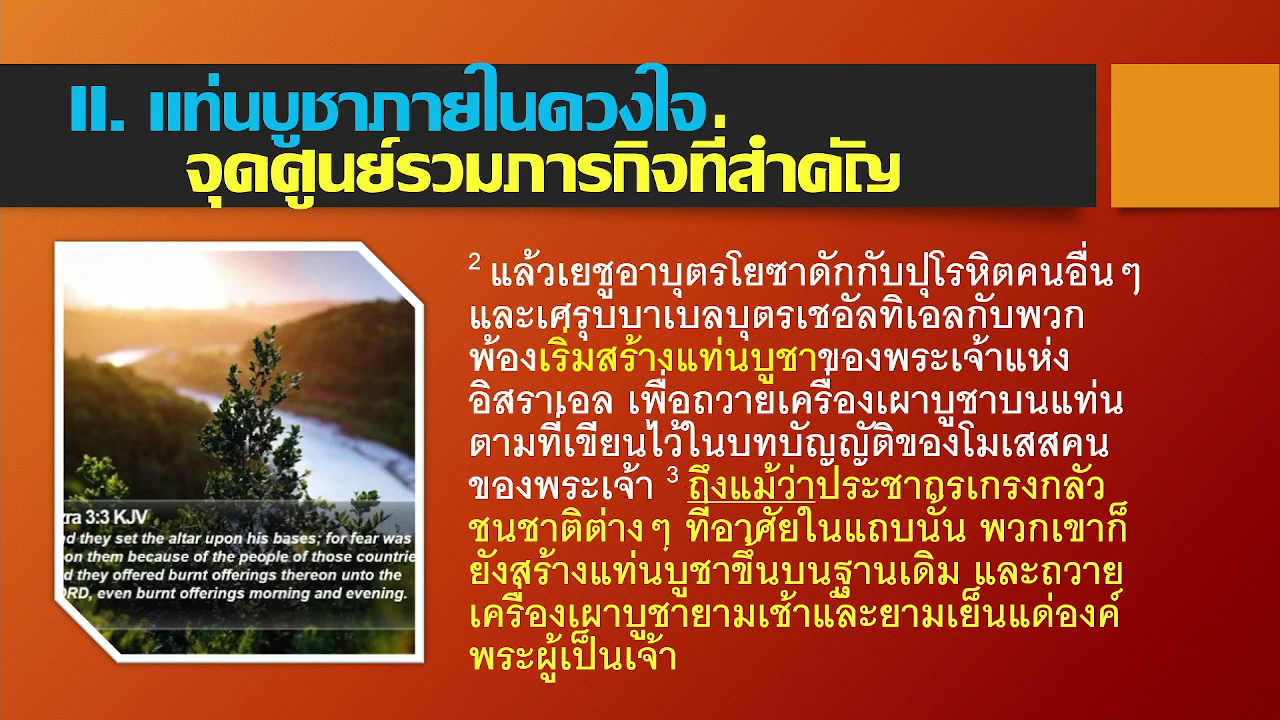 II. แท่นบูชาภายในดวงใจ
จุดศูนย์รวมภารกิจที่สำคัญ
2 แล้วเยชูอาบุตรโยซาดักกับปุโรหิตคนอื่นๆ
และเศรุบบาเบลบุตรเชอัลทิเอลกับพวก
พ้องเริ่มสร้างแท่นบูชาของพระเจ้าแห่ง
อิสราเอล เพื่อถวายเครื่องเผาบูชาบนแท่น
ตามที่เขียนไว้ในบทบัญญัติของโมเสสคน
ของพระเจ้า 3 ถึงแม้ว่าประชากรเกรงกลัว
ชนชาติต่างๆ ที่อาศัยในแถบนั้น พวกเขาก็
ยังสร้างแท่นบูชาขึ้นบนฐานเดิม และถวาย
เครื่องเผาบูชายามเช้าและยามเย็นแด่องค์
พระผู้เป็นเจ้า
zra 3:3 KJV
d they set the altar upon his bases; for fear was
on them because of the people of those countrie
d they offered burnt offerings thereon unto the
ORD, even burnt offerings morning and evening.